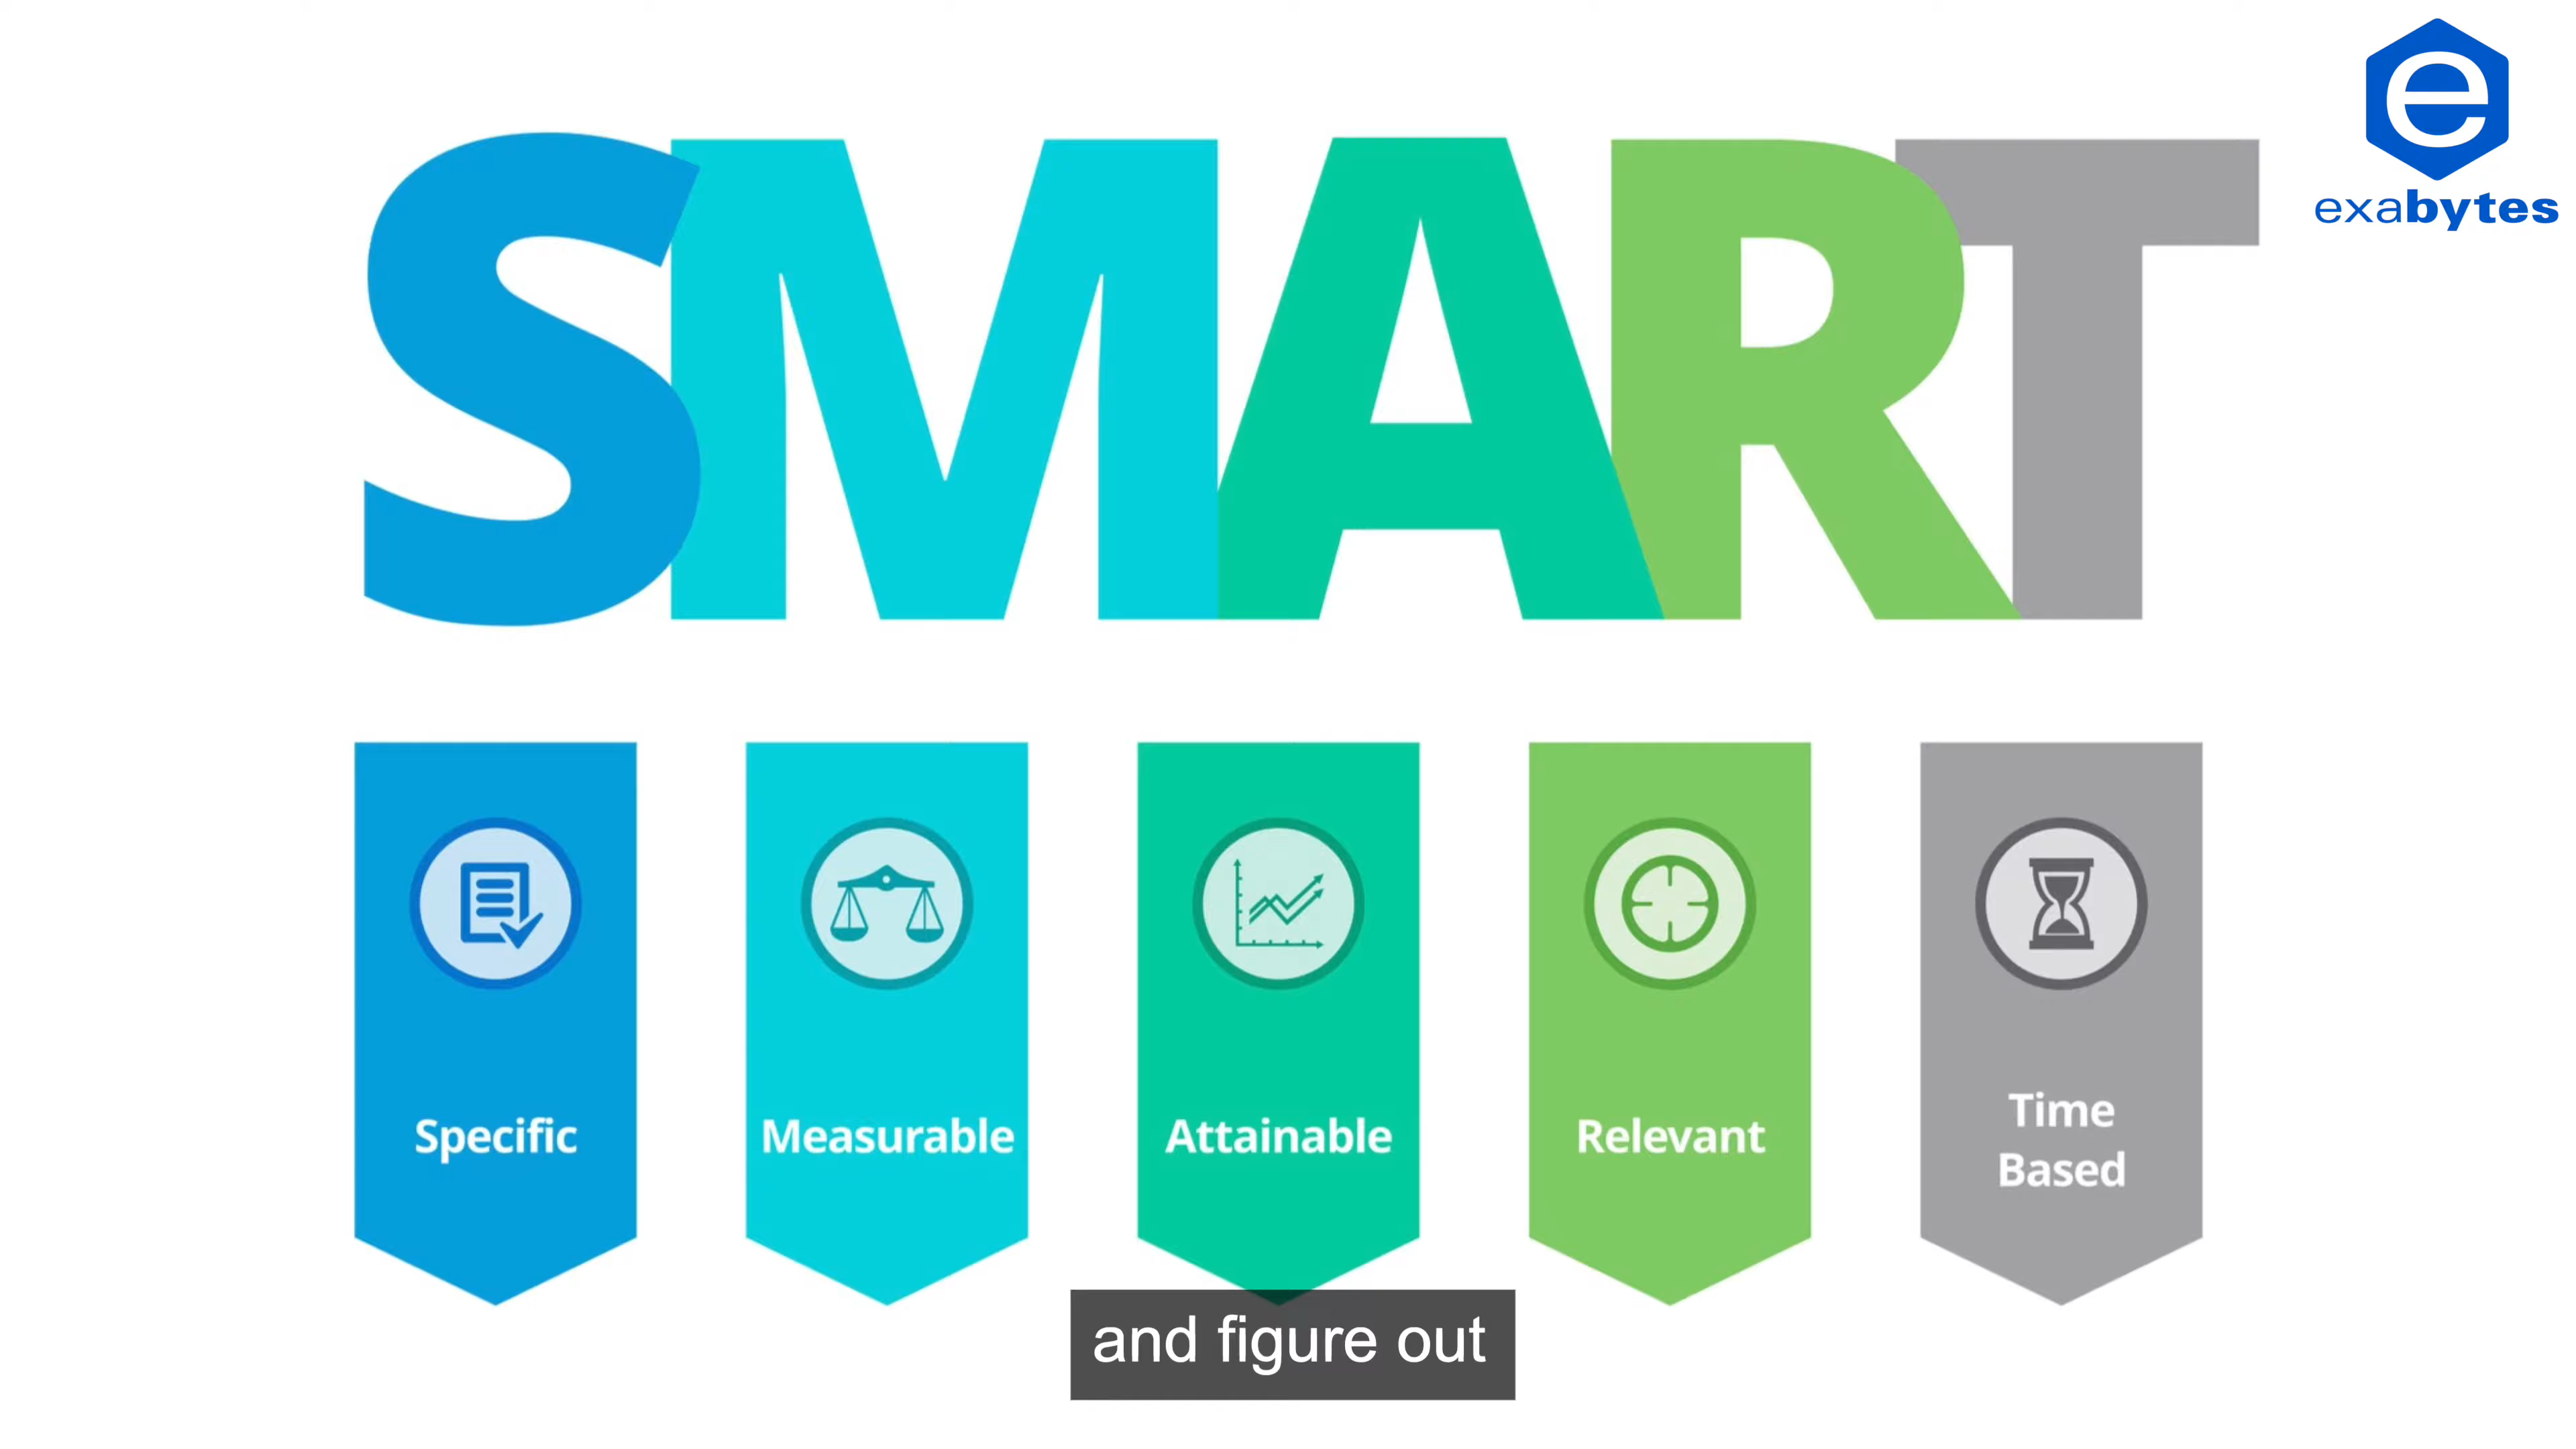 SMART
e
exabytes
Specific
Measurable
Attainable
Relevant
Time
Based
and figure out